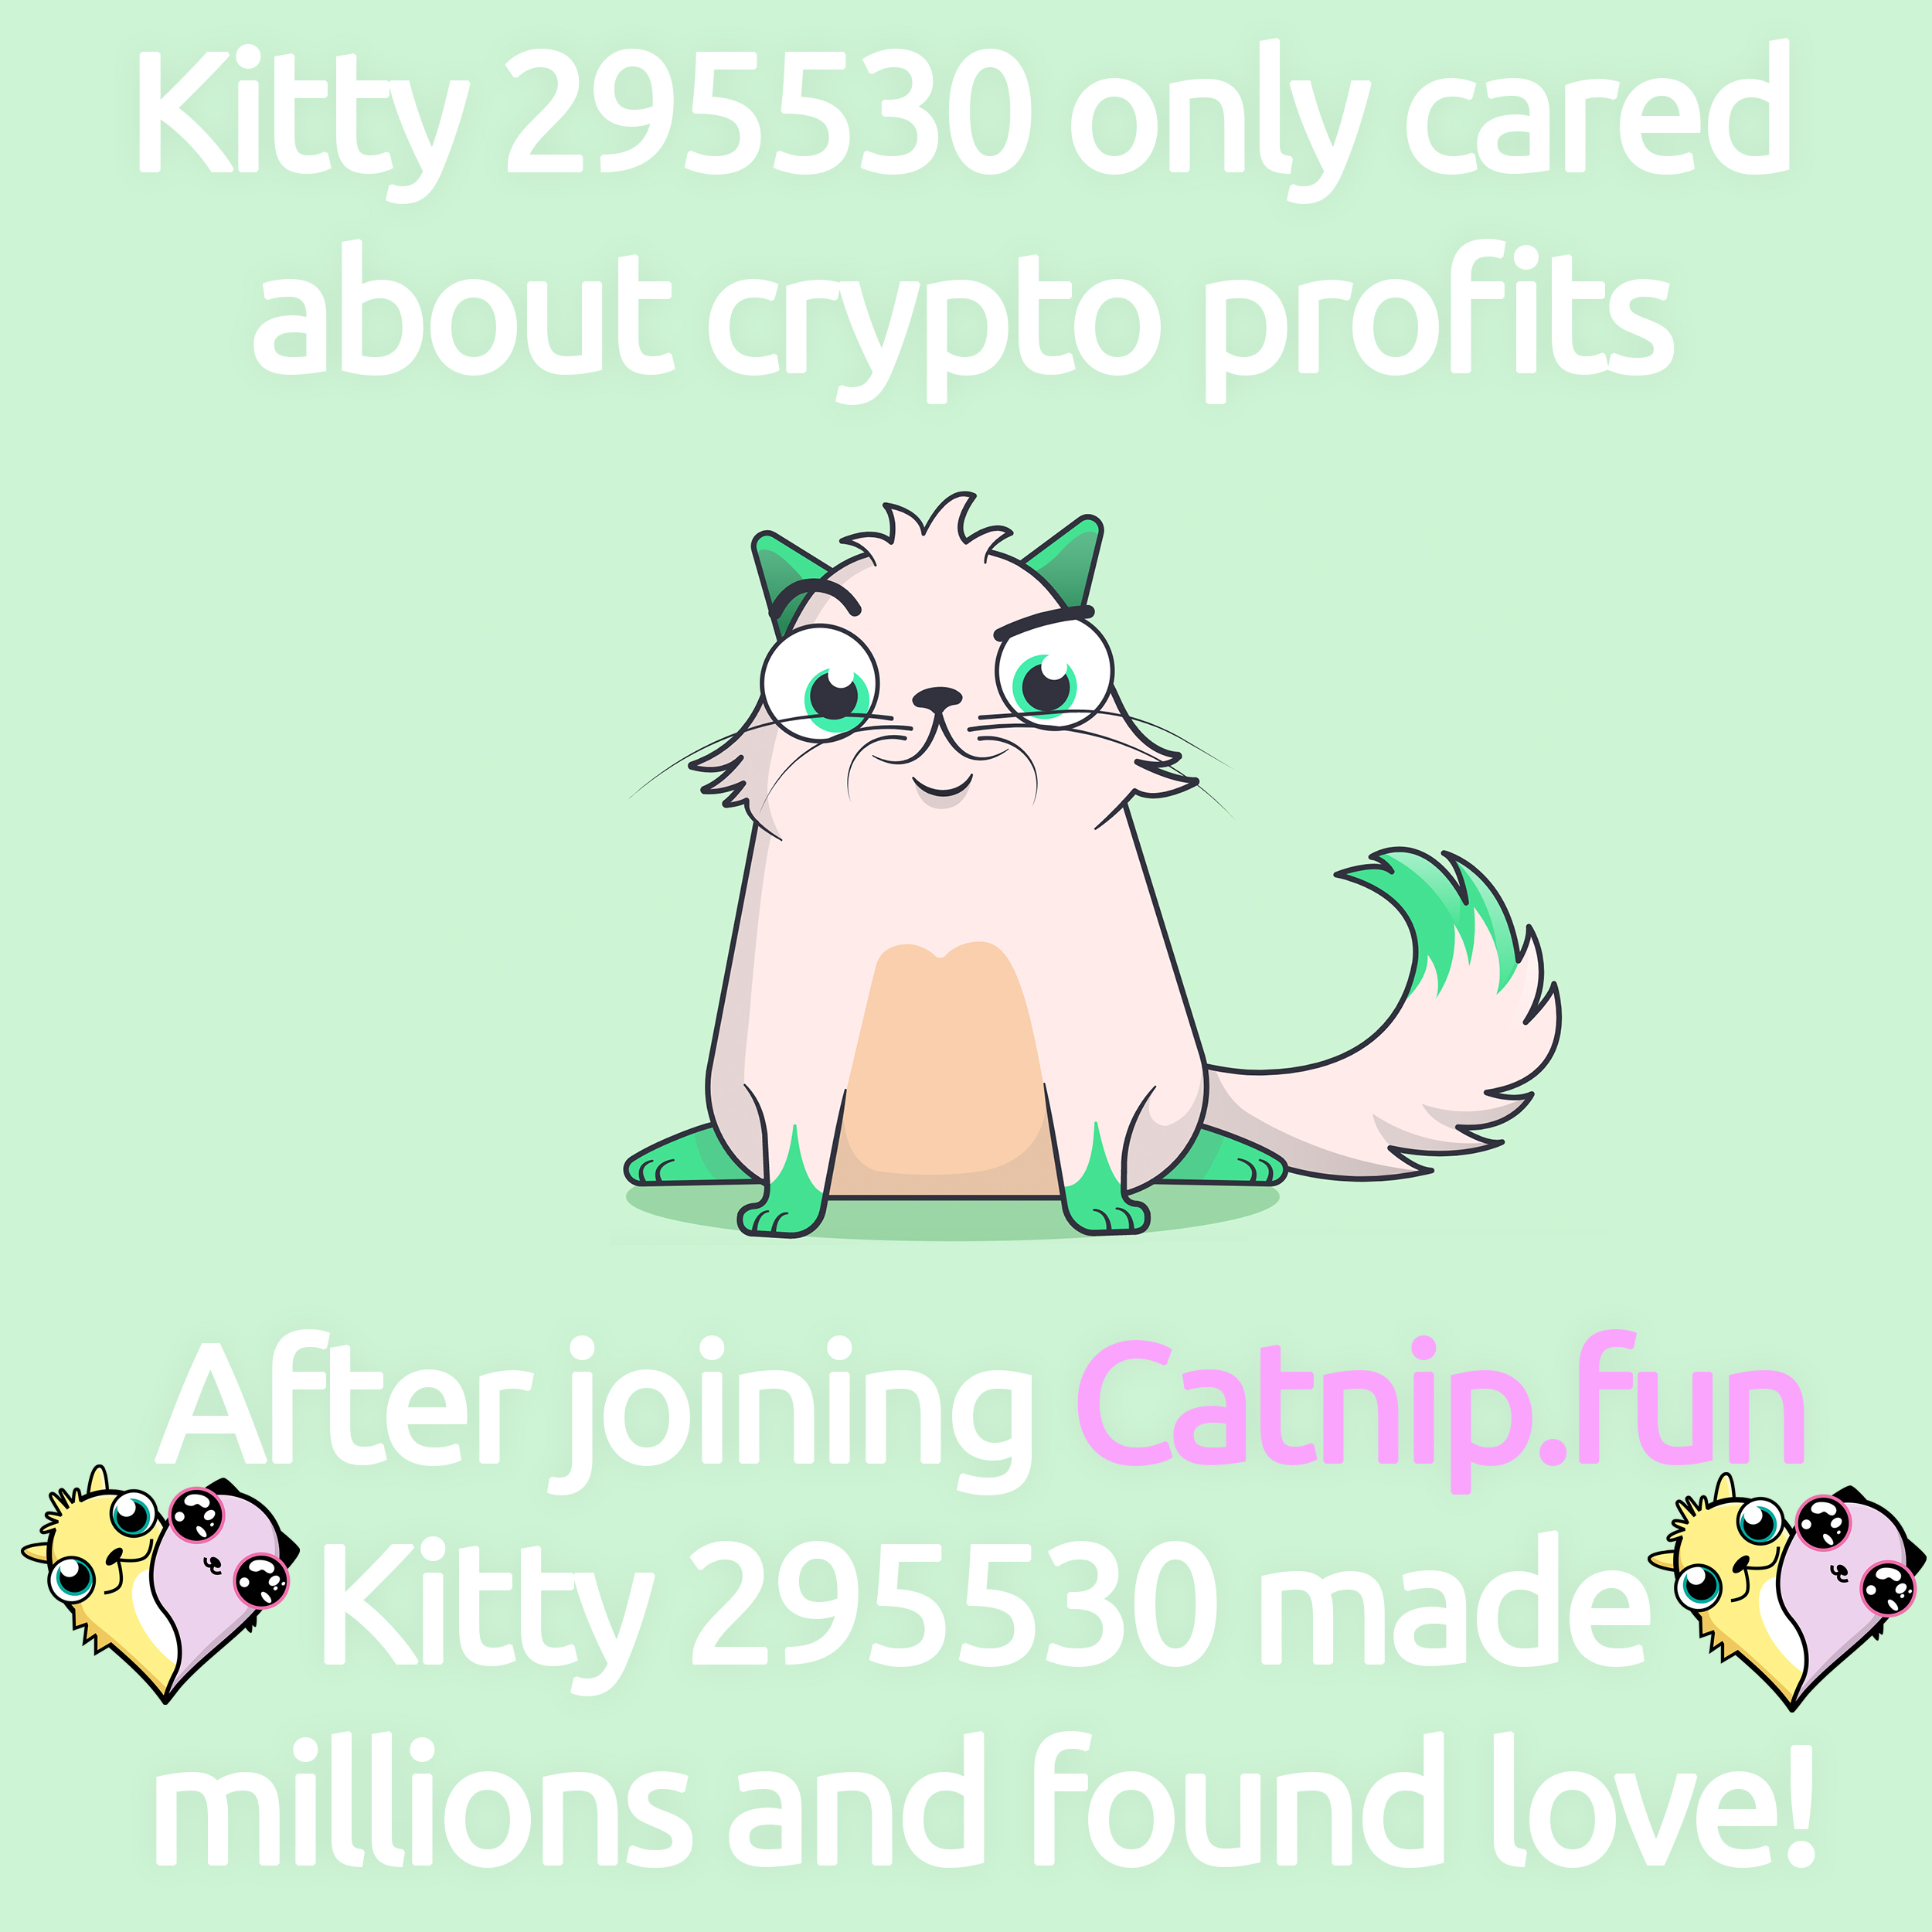 Kitty 295530 only cared
about crypto profits
After joining Catnip.fun
Kitty 295530 made
millions and found love!